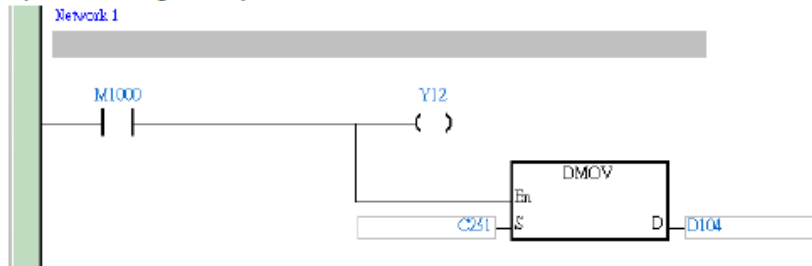 Network 1
M1000
Y12
DMOV
En
C251 S D D104